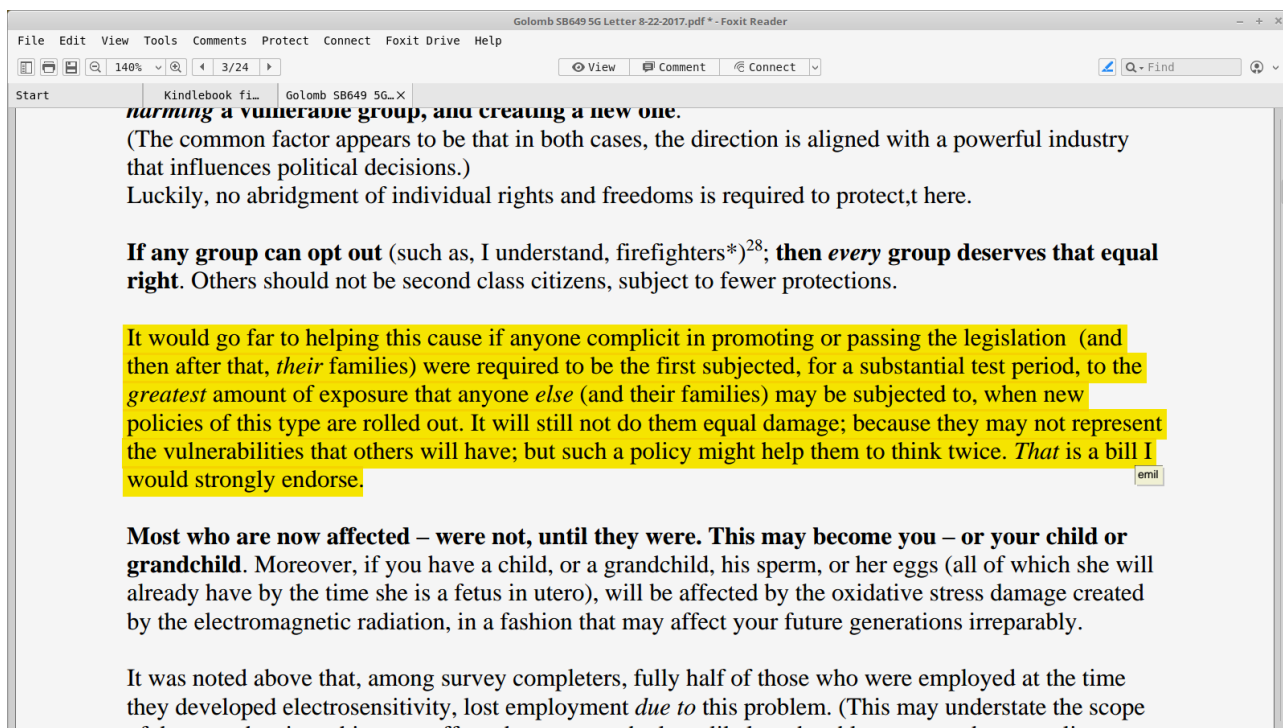 Golomb SB649 5G Letter 8-22-2017.pdf * - Foxit Reader
File Edit View Tools Comments Protect Connect Foxit Drive Help
140% 3/24 View Comment Connect Find
Start Kindlebook fi… Golomb SB649 5G…
harming a vulnerable group, and creating a new one.
(The common factor appears to be that in both cases, the direction is aligned with a powerful industry
that influences political decisions.)
Luckily, no abridgment of individual rights and freedoms is required to protect,t here.
If any group can opt out (such as, I understand, firefighters*)28; then every group deserves that equal
right. Others should not be second class citizens, subject to fewer protections.
It would go far to helping this cause if anyone complicit in promoting or passing the legislation (and
then after that, their families) were required to be the first subjected, for a substantial test period, to the
greatest amount of exposure that anyone else (and their families) may be subjected to, when new
policies of this type are rolled out. It will still not do them equal damage; because they may not represent
the vulnerabilities that others will have; but such a policy might help them to think twice. That is a bill I
would strongly endorse.
emil
Most who are now affected – were not, until they were. This may become you – or your child or
grandchild. Moreover, if you have a child, or a grandchild, his sperm, or her eggs (all of which she will
already have by the time she is a fetus in utero), will be affected by the oxidative stress damage created
by the electromagnetic radiation, in a fashion that may affect your future generations irreparably.
It was noted above that, among survey completers, fully half of those who were employed at the time
they developed electrosensitivity, lost employment due to this problem. (This may understate the scope